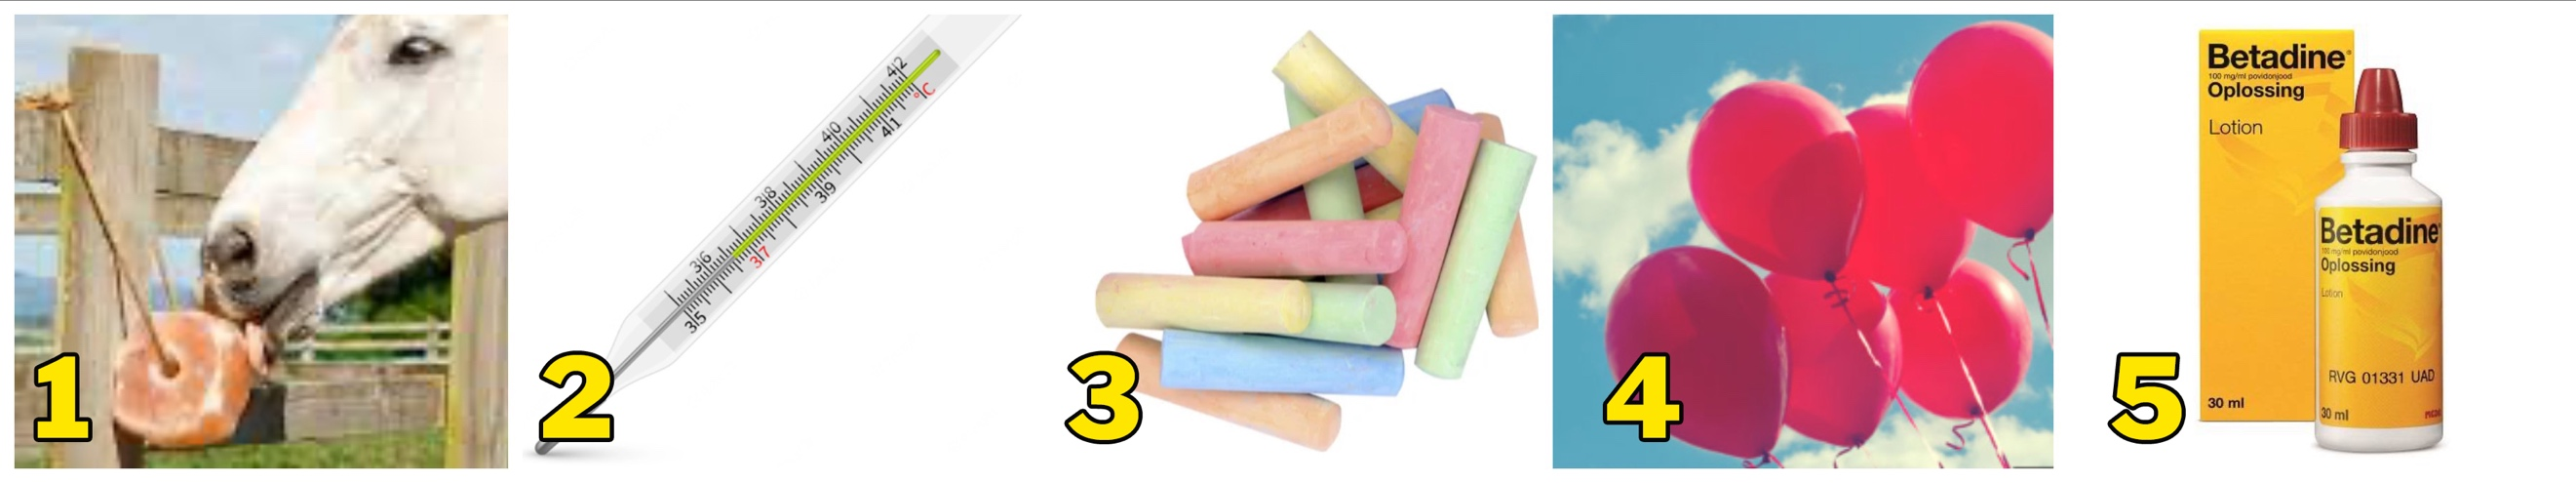 1
2
42
°C
40
41
38
39
36
37
35
3
4
5
Betadine®
100 mg/ml povidonjood
Oplossing
Lotion
30 ml
Betadine®
100 mg/ml povidonjood
Oplossing
Lotion
RVG 01331 UAD
30 ml